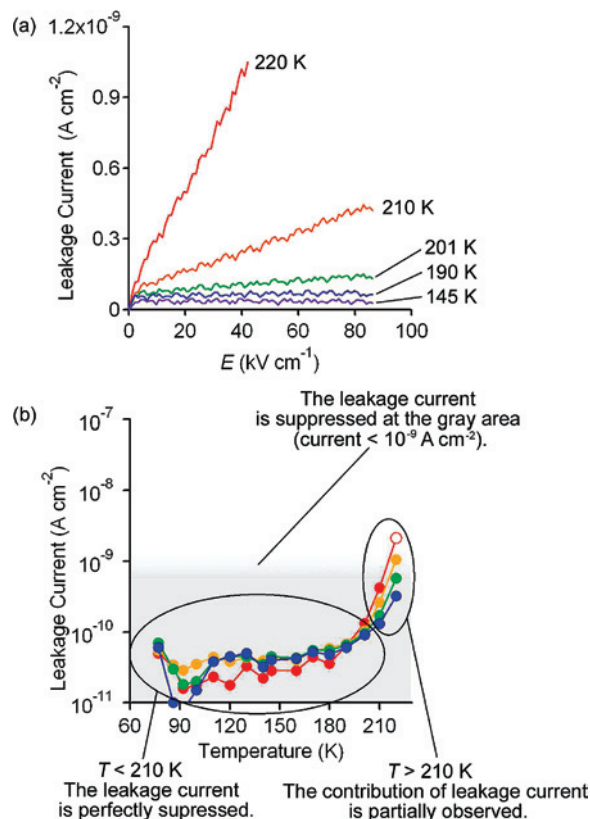 (a)
1.2×10⁻⁹
0.9
0.6
0.3
0
Leakage Current (A cm⁻²)
220 K
210 K
201 K
190 K
145 K
0 20 40 60 80 100
E (kV cm⁻¹)
(b)
The leakage current
is suppressed at the gray area
(current < 10⁻⁹ A cm⁻²).
10⁻⁷
10⁻⁸
10⁻⁹
10⁻¹⁰
10⁻¹¹
Leakage Current (A cm⁻²)
60 90 120 150 180 210
Temperature (K)
T < 210 K
The leakage current
is perfectly supressed.
T > 210 K
The contribution of leakage current
is partially observed.